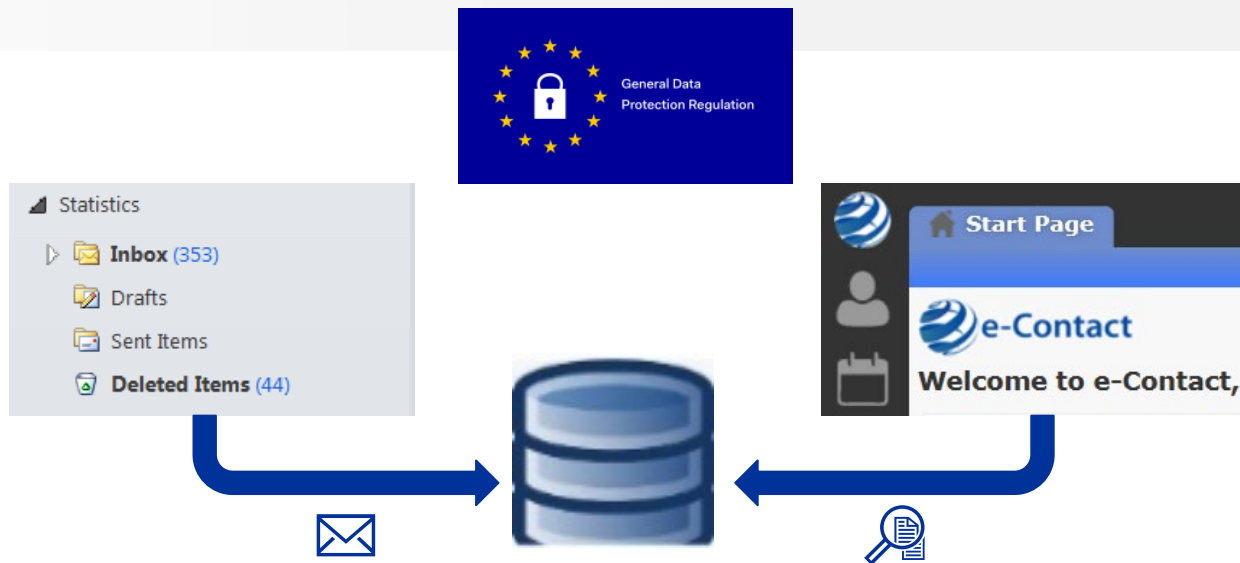 General Data
Protection Regulation
Statistics
Inbox (353)
Drafts
Sent Items
Deleted Items (44)
Start Page
e-Contact
Welcome to e-Contact,